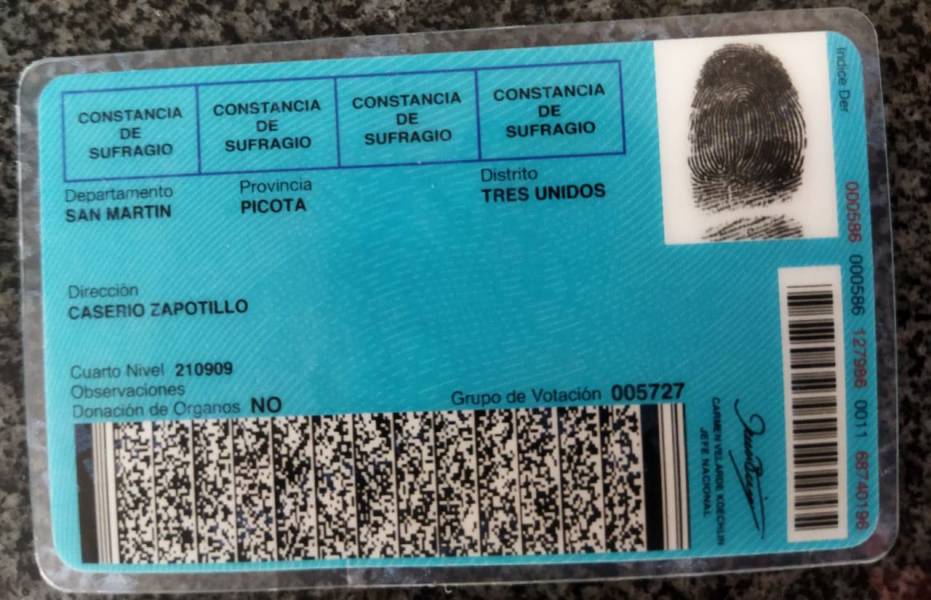 CONSTANCIA DE SUFRAGIO
CONSTANCIA DE SUFRAGIO
CONSTANCIA DE SUFRAGIO
CONSTANCIA DE SUFRAGIO
Departamento Provincia Distrito
SAN MARTIN PICOTA TRES UNIDOS
Dirección
CASERIO ZAPOTILLO
Cuarto Nivel 210909
Observaciones
Donación de Organos NO Grupo de Votación 005727
Indice Der
000586 000586 127986 0011 68740196
CARMEN VELARDE KOECHLIN
JEFE NACIONAL